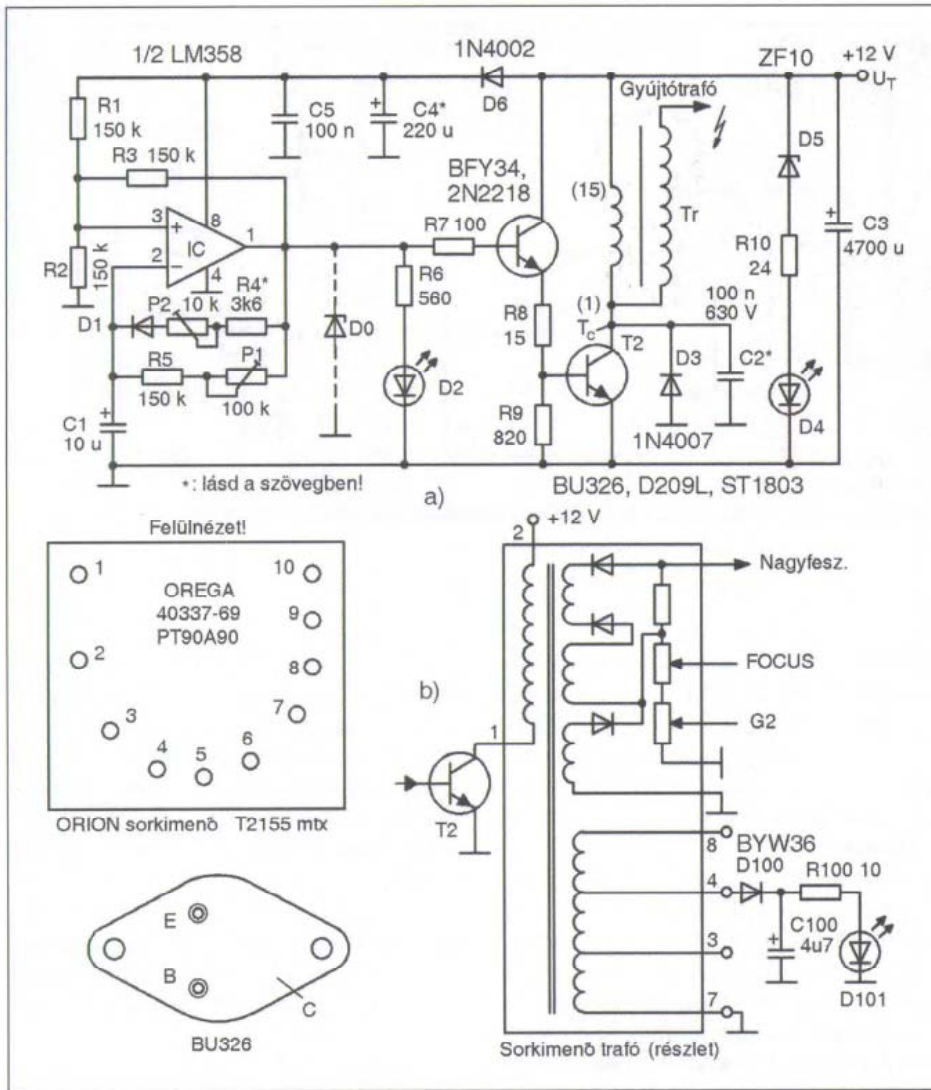 1/2 LM358
1N4002
ZF10
+12 V
U_T
R1
150 k
R3 150 k
C5
100 n
C4*
220 u
D6
Gyújtótrafó
D5
BFY34,
2N2218
(15)
Tr
C3
4700 u
3
+
8
IC
1
2
−
4
R7 100
R2
150 k
R6
560
R10
24
P2
10 k
R4*
3k6
D1
D0
R8
15
(1)
T_c
T2
100 n
630 V
R5
150 k
P1
100 k
D2
D3
C2*
C1
10 u
R9
820
1N4007
D4
*: lásd a szövegben!
a)
BU326, D209L, ST1803
Felülnézet!
1
10
OREGA
40337-69
PT90A90
9
2
8
3
7
4
5
6
ORION sorkimenő T2155 mtx
E
B
C
BU326
b)
2
+12 V
Nagyfesz.
FOCUS
G2
1
T2
8
BYW36
D100
R100 10
4
C100
4u7
3
D101
7
Sorkimenő trafó (részlet)